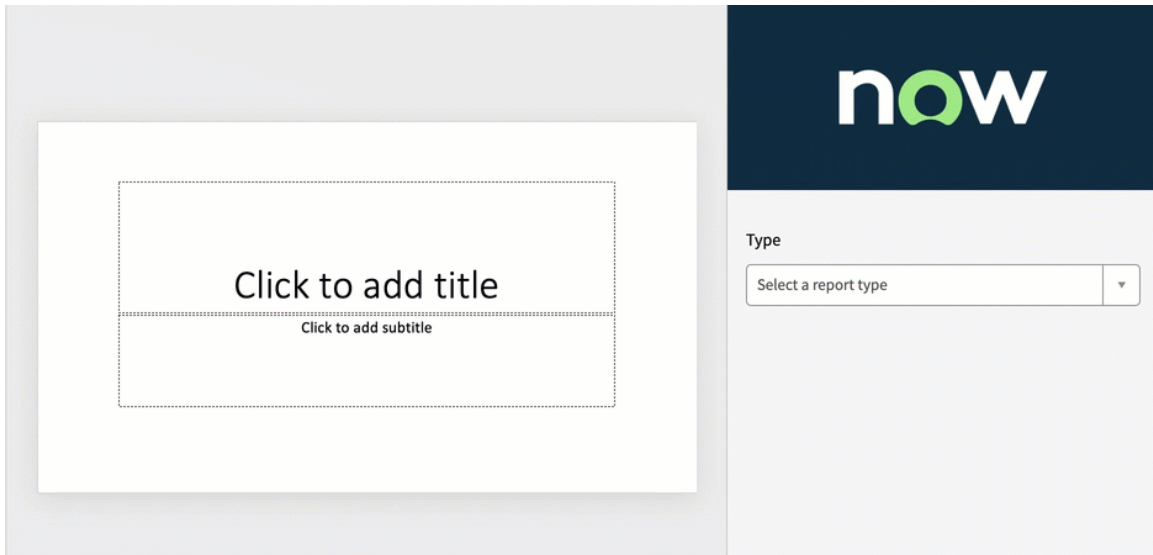 Click to add title
Click to add subtitle
now
Type
Select a report type